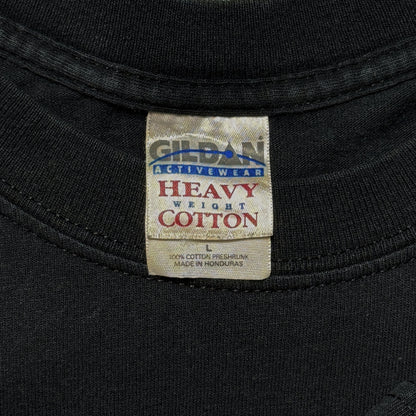 GILDAN
ACTIVEWEAR
HEAVY
WEIGHT
COTTON
L
100% COTTON PRESHRUNK
MADE IN HONDURAS